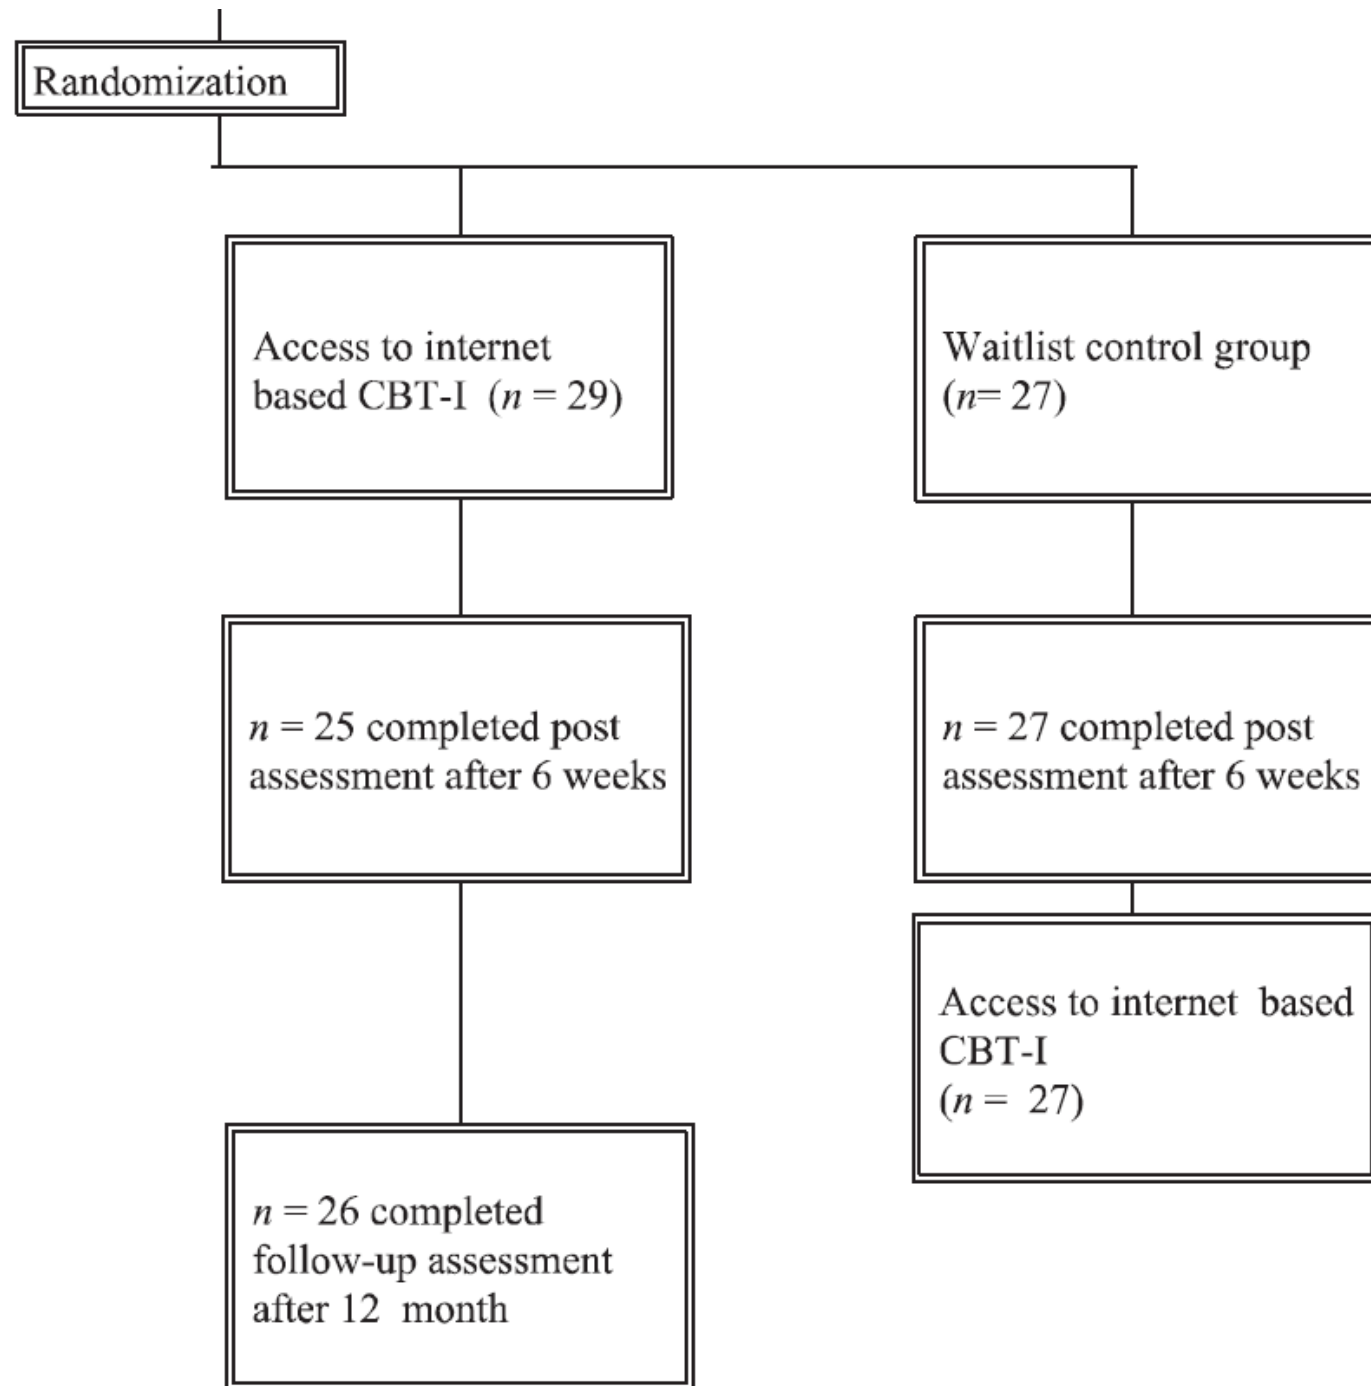 Randomization
Access to internet
based CBT-I (n = 29)
Waitlist control group
(n= 27)
n = 25 completed post
assessment after 6 weeks
n = 27 completed post
assessment after 6 weeks
Access to internet based
CBT-I
(n = 27)
n = 26 completed
follow-up assessment
after 12 month